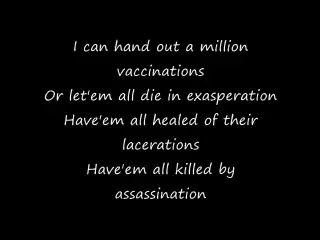 I can hand out a million
vaccinations
Or let'em all die in exasperation
Have'em all healed of their
lacerations
Have'em all killed by
assassination